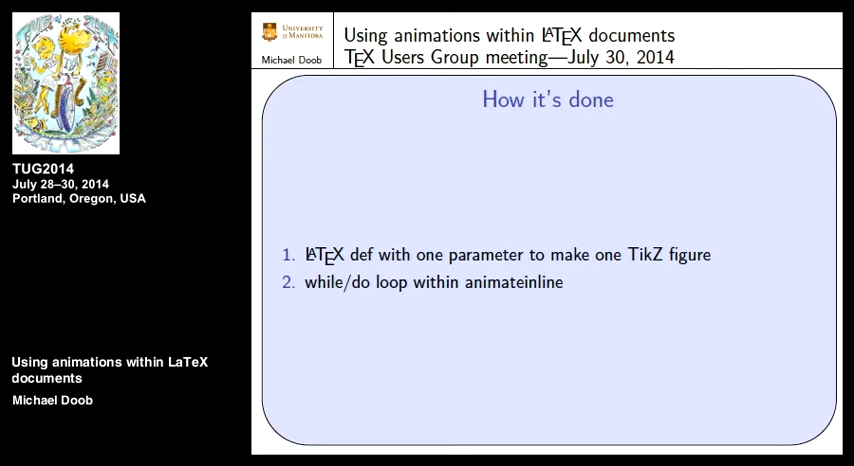 TUG2014
July 28–30, 2014
Portland, Oregon, USA
Using animations within LaTeX
documents
Michael Doob
UNIVERSITY
OF MANITOBA
Michael Doob
Using animations within LATEX documents
TEX Users Group meeting—July 30, 2014
How it's done
1. LATEX def with one parameter to make one TikZ figure
2. while/do loop within animateinline